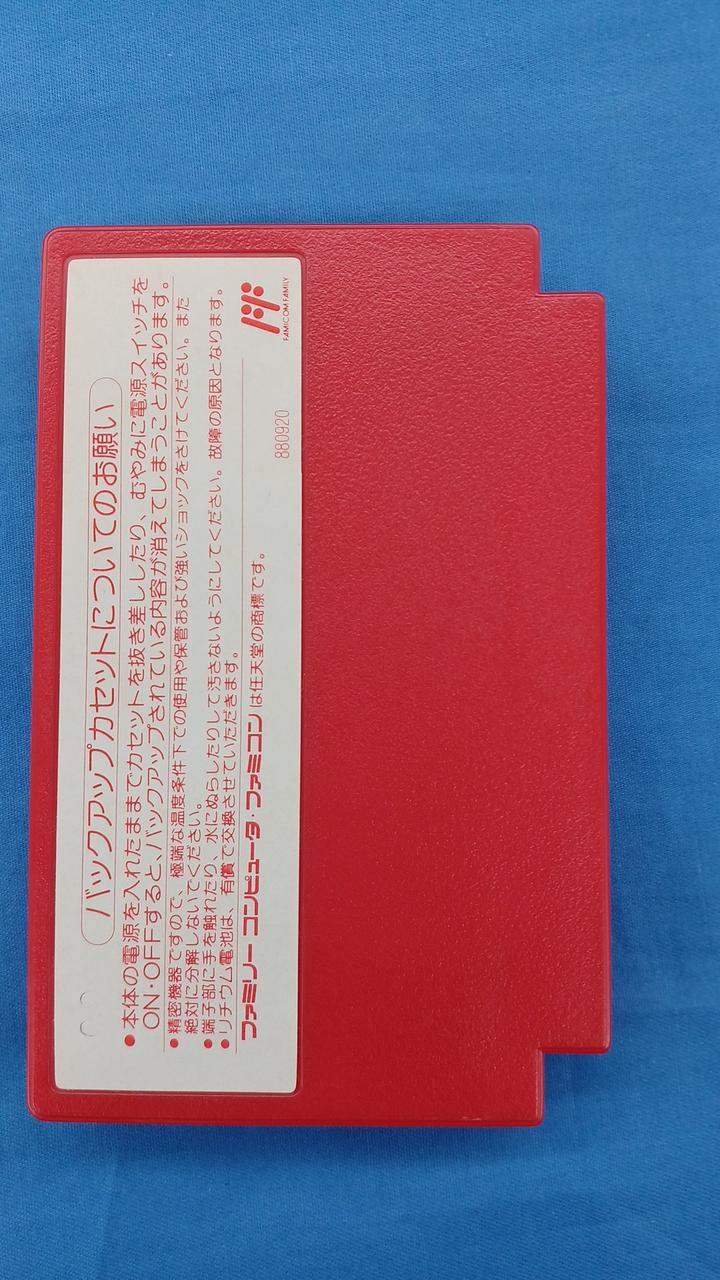 バックアップカセットについてのお願い
●本体の電源を入れたままでカセットを抜き差ししたり、むやみに電源スイッチを
ON・OFFすると、バックアップされている内容が消えてしまうことがあります。
●精密機器ですので、極端な温度条件下での使用や保管および強いショックをさけてください。また
絶対に分解しないでください。
●端子部に手を触れたり、水にぬらしたりして汚さないようにしてください。故障の原因となります。
●リチウム電池は、有償で交換させていただきます。
ファミリーコンピュータ・ファミコンは任天堂の商標です。
880920
FAMICOM FAMILY